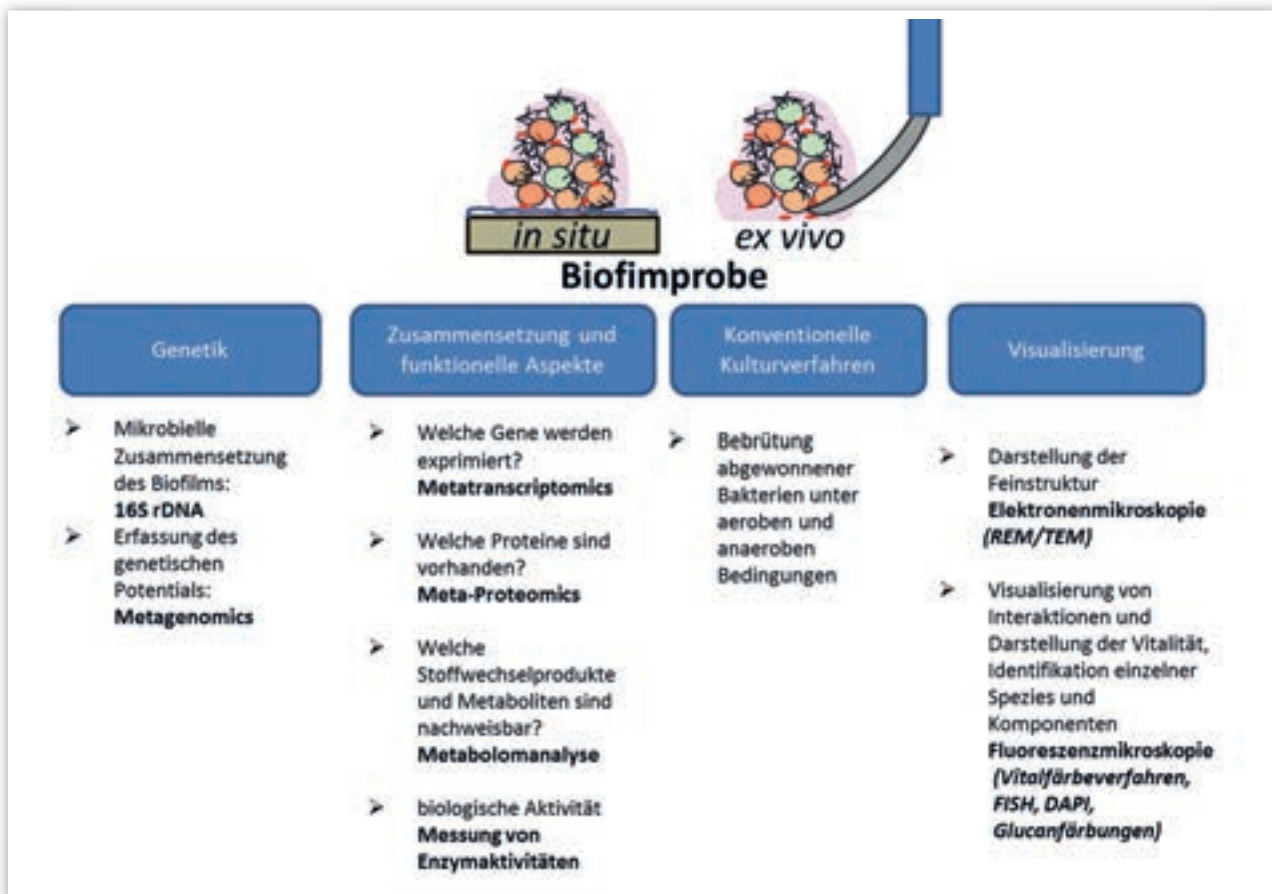 in situ
ex vivo
Biofimprobe
Genetik
Mikrobielle
Zusammensetzung
des Biofilms:
16S rDNA
Erfassung des
genetischen
Potentials:
Metagenomics
Zusammensetzung und
funktionelle Aspekte
Welche Gene werden
exprimiert?
Metatranscriptomics
Welche Proteine sind
vorhanden?
Meta-Proteomics
Welche
Stoffwechselprodukte
und Metaboliten sind
nachweisbar?
Metabolomanalyse
biologische Aktivität
Messung von
Enzymaktivitäten
Konventionelle
Kulturverfahren
Bebrütung
abgewonnener
Bakterien unter
aeroben und
anaeroben
Bedingungen
Visualisierung
Darstellung der
Feinstruktur
Elektronenmikroskopie
(REM/TEM)
Visualisierung von
Interaktionen und
Darstellung der Vitalität,
Identifikation einzelner
Spezies und
Komponenten
Fluoreszenzmikroskopie
(Vitalfärbeverfahren,
FISH, DAPI,
Glucanfärbungen)